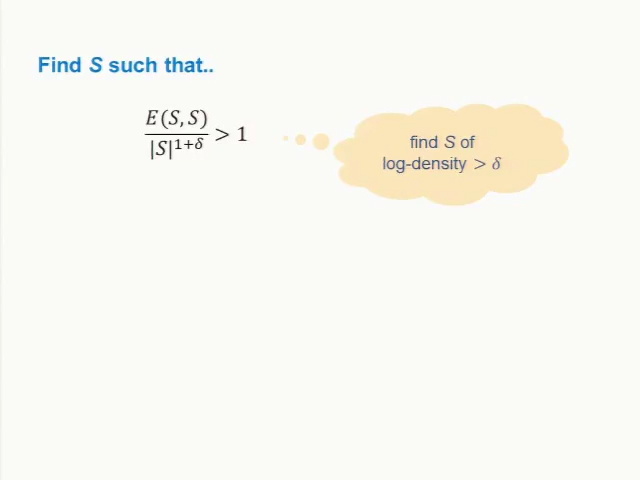 Find S such that..
E(S, S)
|S|^{1+δ} > 1
find S of
log-density > δ